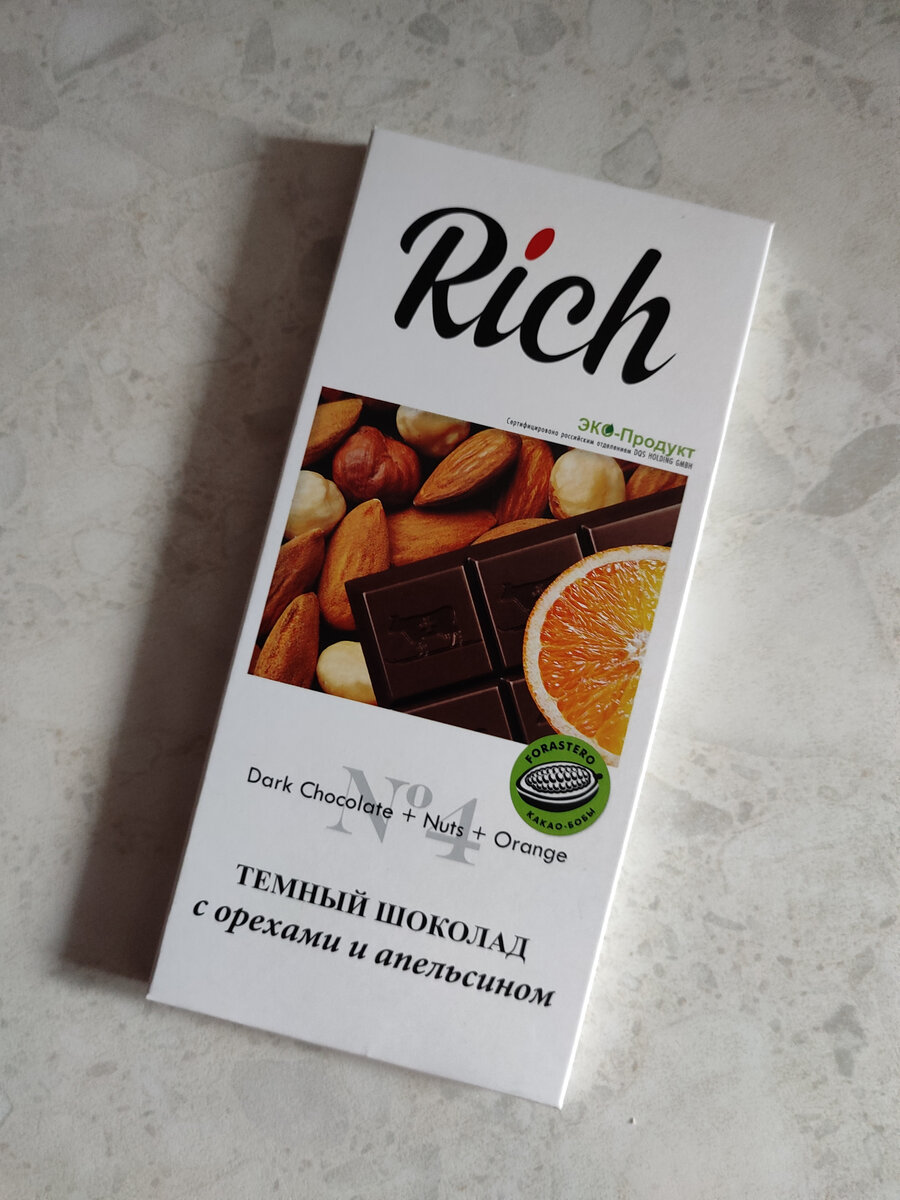 Rich
ЭКО-Продукт
Сертифицировано российским отделением DQS HOLDING GMBH
FORASTERO
КАКАО-БОБЫ
№4
Dark Chocolate + Nuts + Orange
ТЕМНЫЙ ШОКОЛАД
с орехами и апельсином